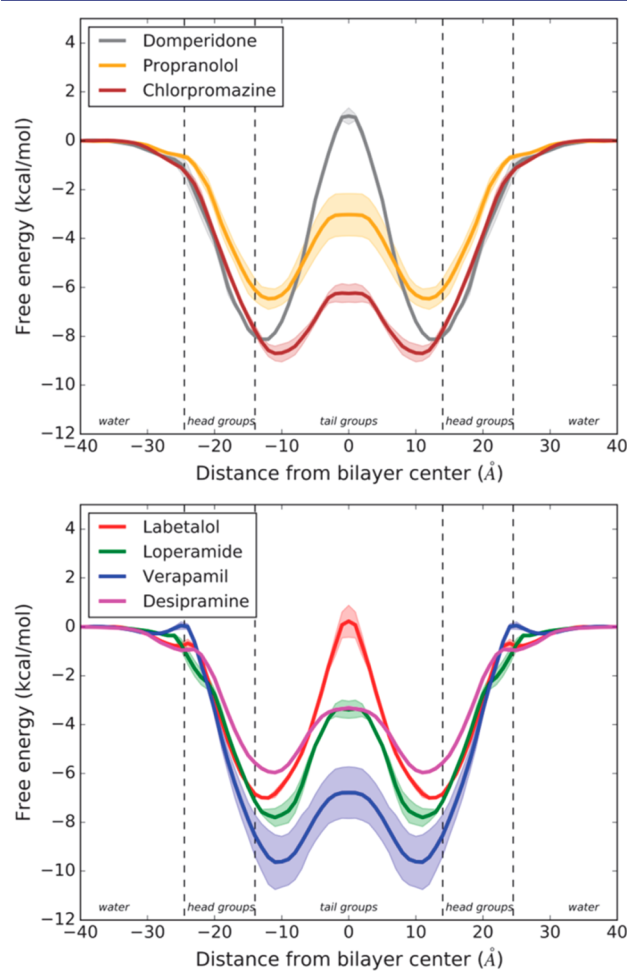 Free energy (kcal/mol)
4
2
0
−2
−4
−6
−8
−10
−12
Domperidone
Propranolol
Chlorpromazine
water head groups tail groups head groups water
−40 −30 −20 −10 0 10 20 30 40
Distance from bilayer center (Å)
Free energy (kcal/mol)
4
2
0
−2
−4
−6
−8
−10
−12
Labetalol
Loperamide
Verapamil
Desipramine
water head groups tail groups head groups water
−40 −30 −20 −10 0 10 20 30 40
Distance from bilayer center (Å)